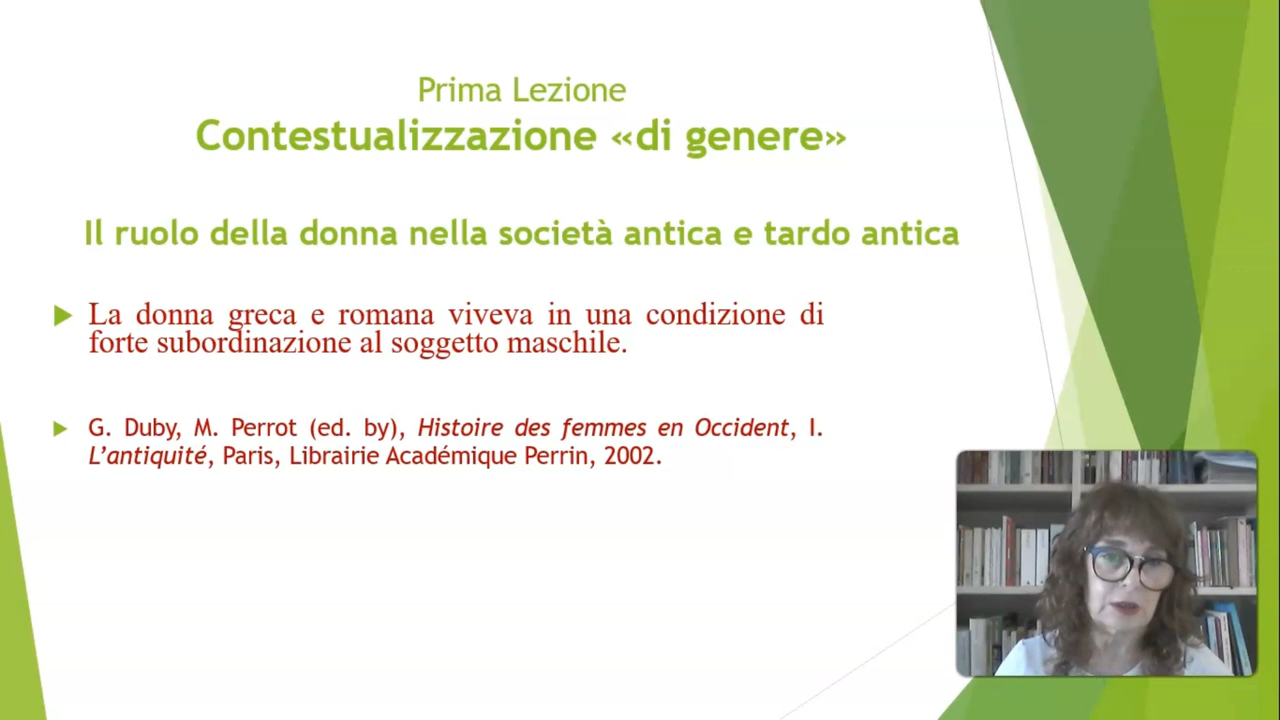 Prima Lezione
Contestualizzazione «di genere»
Il ruolo della donna nella società antica e tardo antica
La donna greca e romana viveva in una condizione di
forte subordinazione al soggetto maschile.
G. Duby, M. Perrot (ed. by), Histoire des femmes en Occident, I.
L’antiquité, Paris, Librairie Académique Perrin, 2002.